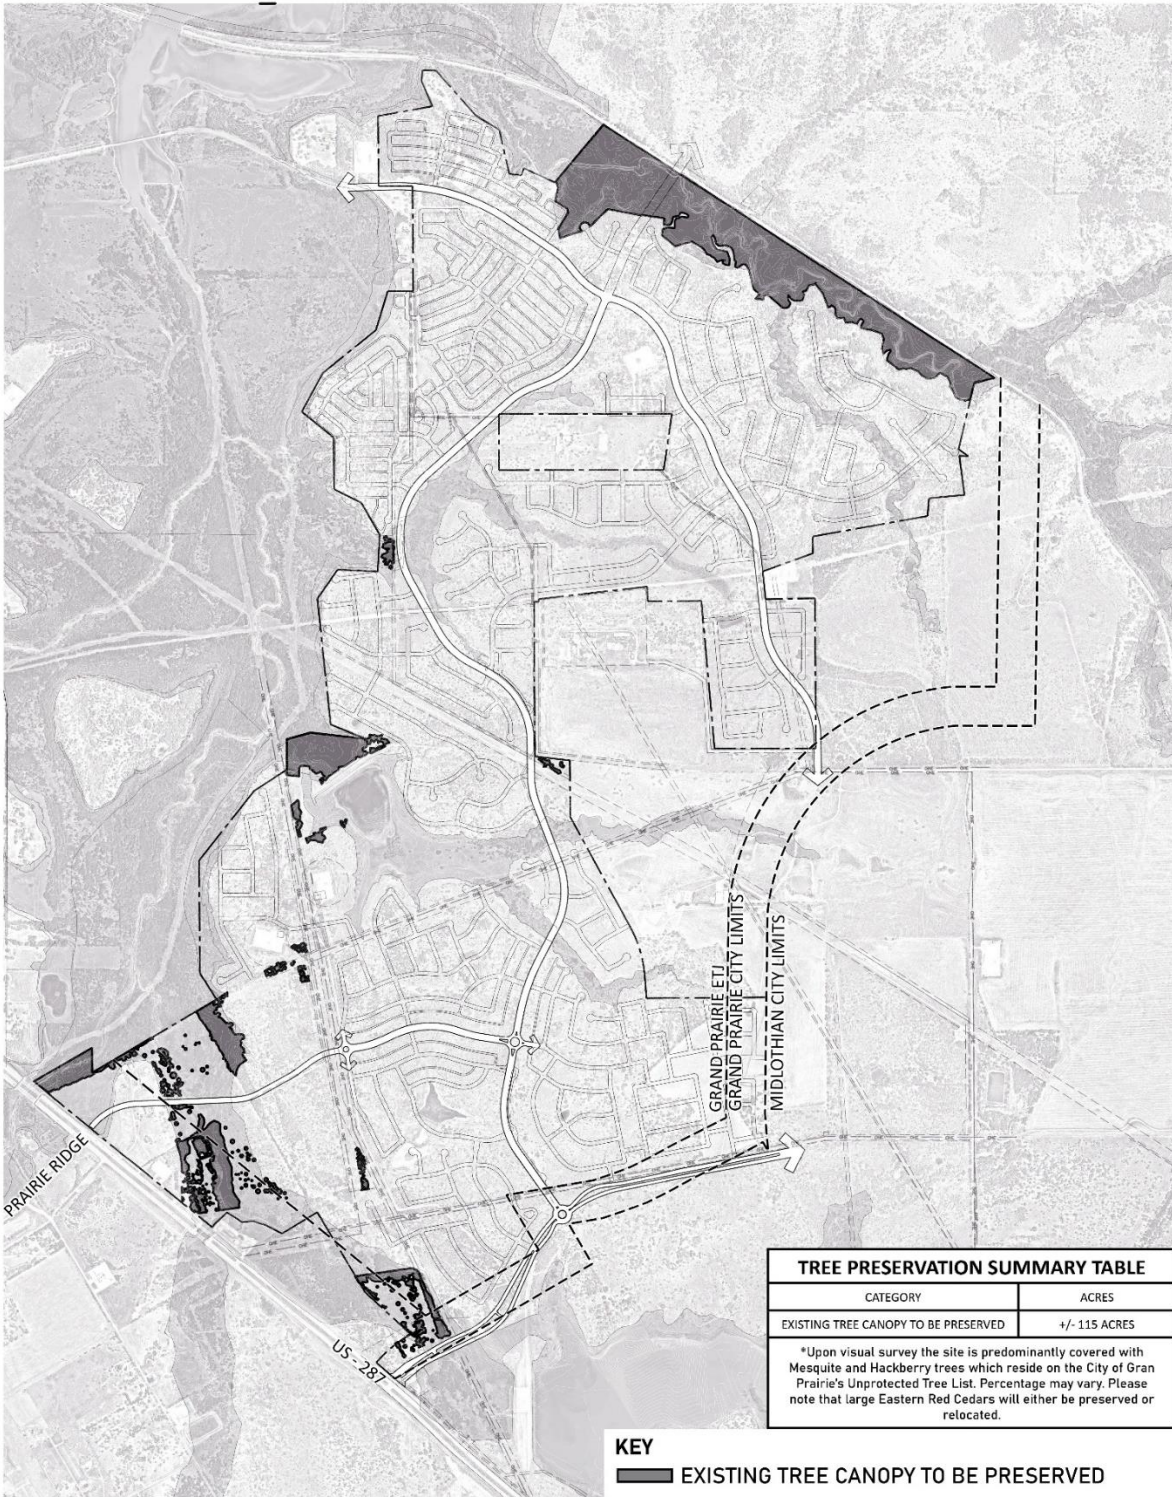 GRAND PRAIRIE ETJ
GRAND PRAIRIE CITY LIMITS
MIDLOTHIAN CITY LIMITS
PRAIRIE RIDGE
US - 287
TREE PRESERVATION SUMMARY TABLE
CATEGORY ACRES
EXISTING TREE CANOPY TO BE PRESERVED +/- 115 ACRES
*Upon visual survey the site is predominantly covered with
Mesquite and Hackberry trees which reside on the City of Gran
Prairie's Unprotected Tree List. Percentage may vary. Please
note that large Eastern Red Cedars will either be preserved or
relocated.
KEY
EXISTING TREE CANOPY TO BE PRESERVED